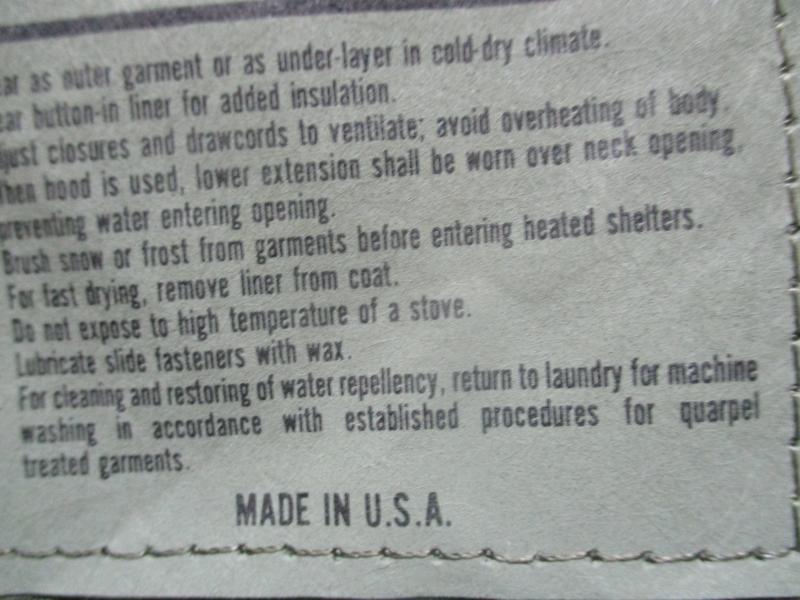 ear as outer garment or as under-layer in cold-dry climate.
ear button-in liner for added insulation.
just closures and drawcords to ventilate; avoid overheating of body.
hen hood is used, lower extension shall be worn over neck opening,
preventing water entering opening.
Brush snow or frost from garments before entering heated shelters.
For fast drying, remove liner from coat.
Do not expose to high temperature of a stove.
Lubricate slide fasteners with wax.
For cleaning and restoring of water repellency, return to laundry for machine
washing in accordance with established procedures for quarpel
treated garments.
MADE IN U.S.A.